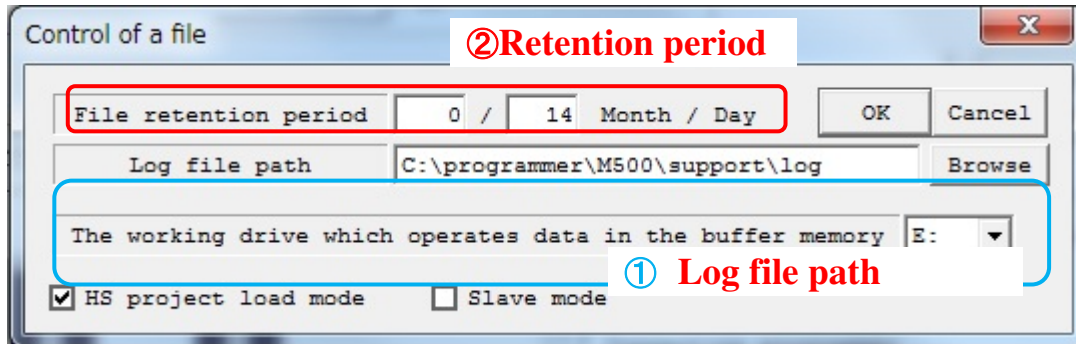 Control of a file
②Retention period
File retention period 0 / 14 Month / Day OK Cancel
Log file path C:\programmer\M500\support\log Browse
The working drive which operates data in the buffer memory E:
① Log file path
HS project load mode Slave mode